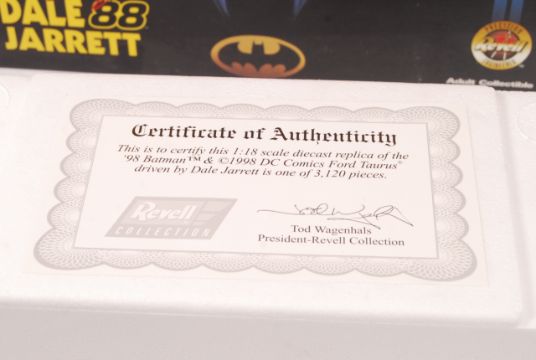 DALE '88
JARRETT
Revell
Adult Collectible
Certificate of Authenticity
This is to certify this 1:18 scale diecast replica of the
'98 Batman™ & ©1998 DC Comics Ford Taurus
driven by Dale Jarrett is one of 3,120 pieces.
Revell
COLLECTION
Tod Wagenhals
President-Revell Collection